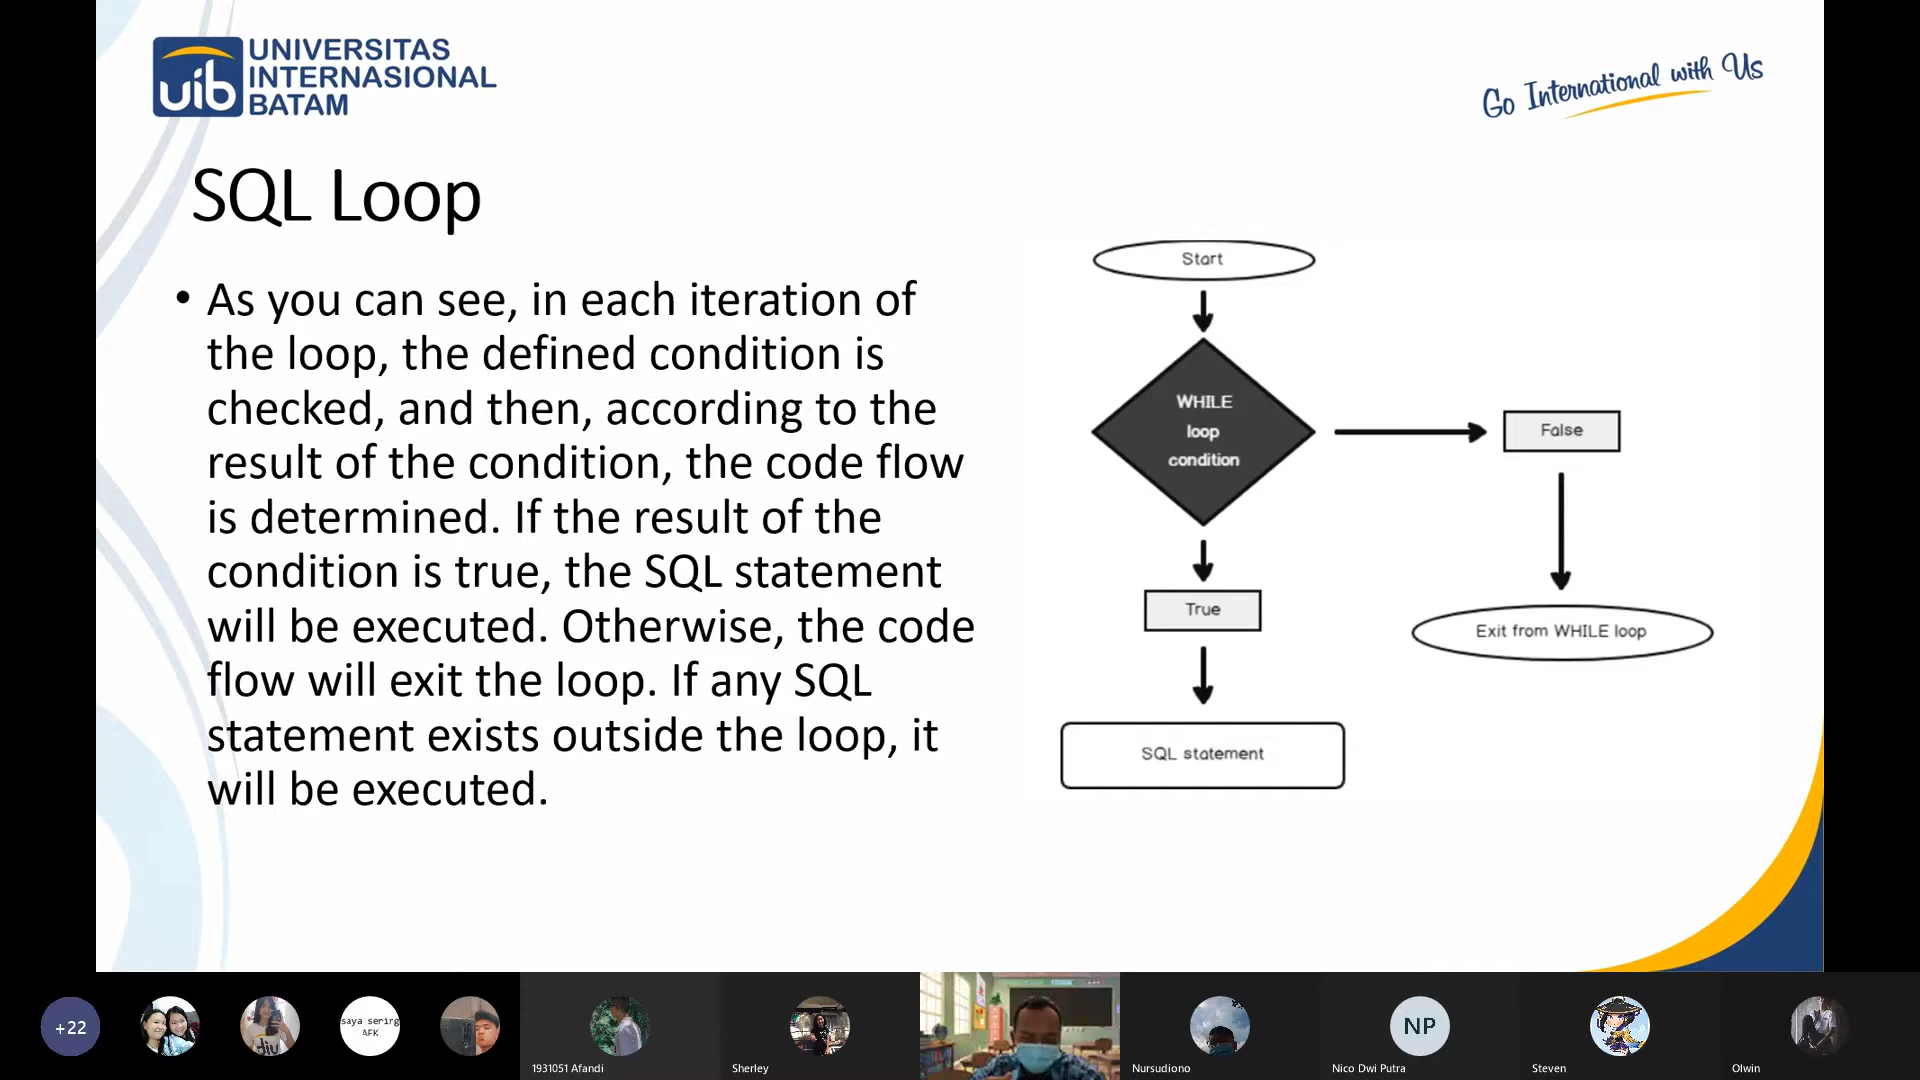 uib
UNIVERSITAS
INTERNASIONAL
BATAM
Go International with Us
SQL Loop
• As you can see, in each iteration of
the loop, the defined condition is
checked, and then, according to the
result of the condition, the code flow
is determined. If the result of the
condition is true, the SQL statement
will be executed. Otherwise, the code
flow will exit the loop. If any SQL
statement exists outside the loop, it
will be executed.
Start
WHILE
loop
condition
False
True
Exit from WHILE loop
SQL statement
+22
saya sering
AFK
NP
1931051 Afandi
Sherley
Nursudiono
Nico Dwi Putra
Steven
Olwin